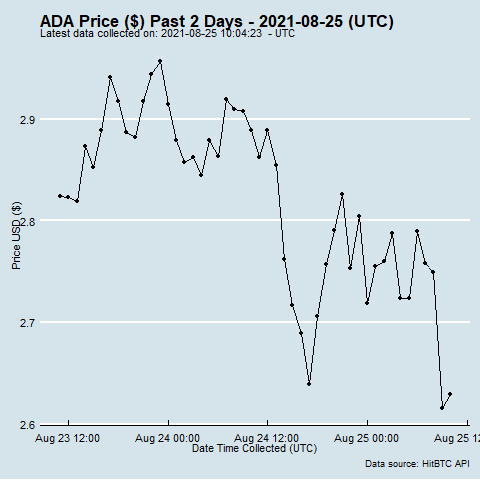 ADA Price ($) Past 2 Days - 2021-08-25 (UTC)
Latest data collected on: 2021-08-25 10:04:23  - UTC
2.9
2.8
Price USD ($)
2.7
2.6
Aug 23 12:00 Aug 24 00:00 Aug 24 12:00 Aug 25 00:00 Aug 25 12
Date Time Collected (UTC)
Data source: HitBTC API